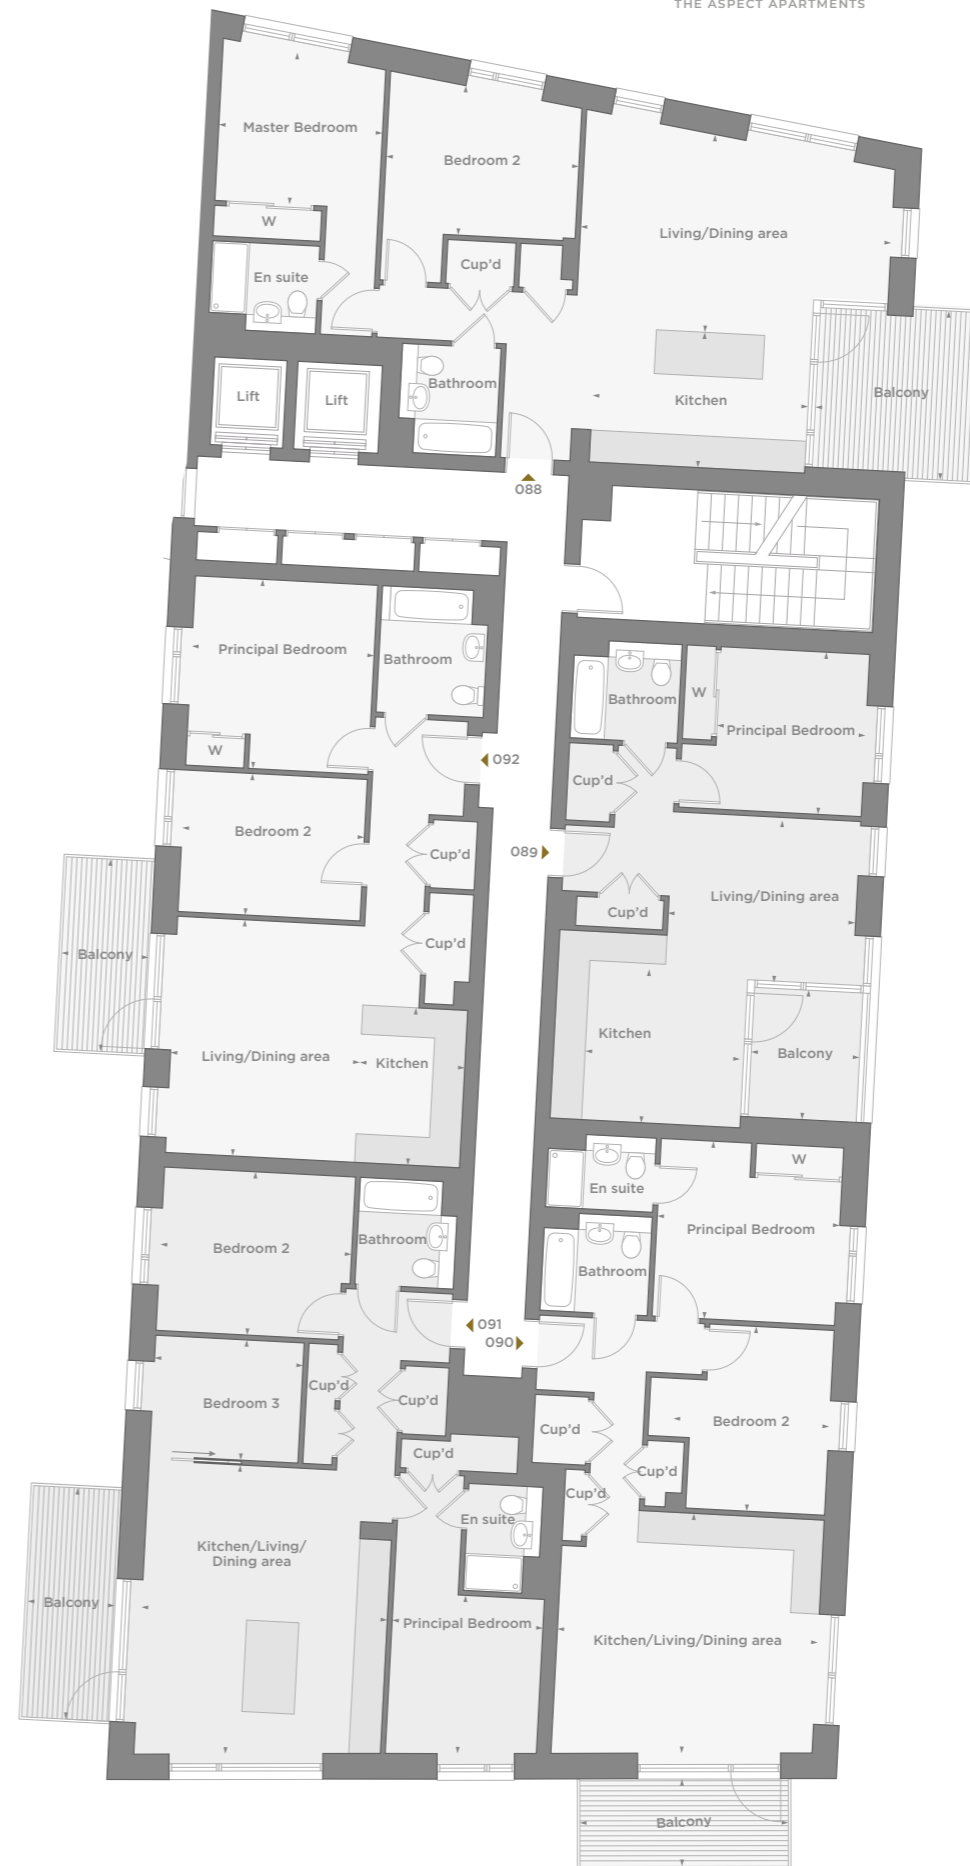 THE ASPECT APARTMENTS
Master Bedroom
Bedroom 2
W
Living/Dining area
En suite
Cup'd
Lift
Lift
Bathroom
Kitchen
Balcony
088
Principal Bedroom
Bathroom
W
092
Bedroom 2
Cup'd
Cup'd
Balcony
Living/Dining area
Kitchen
Bathroom
W
Principal Bedroom
Cup'd
089
Living/Dining area
Cup'd
Kitchen
Balcony
En suite
W
Principal Bedroom
Bathroom
091
090
Bedroom 2
Bathroom
Bedroom 3
Cup'd
Cup'd
Cup'd
En suite
Kitchen/Living/
Dining area
Balcony
Principal Bedroom
Cup'd
Bedroom 2
Cup'd
Cup'd
Kitchen/Living/Dining area
Balcony